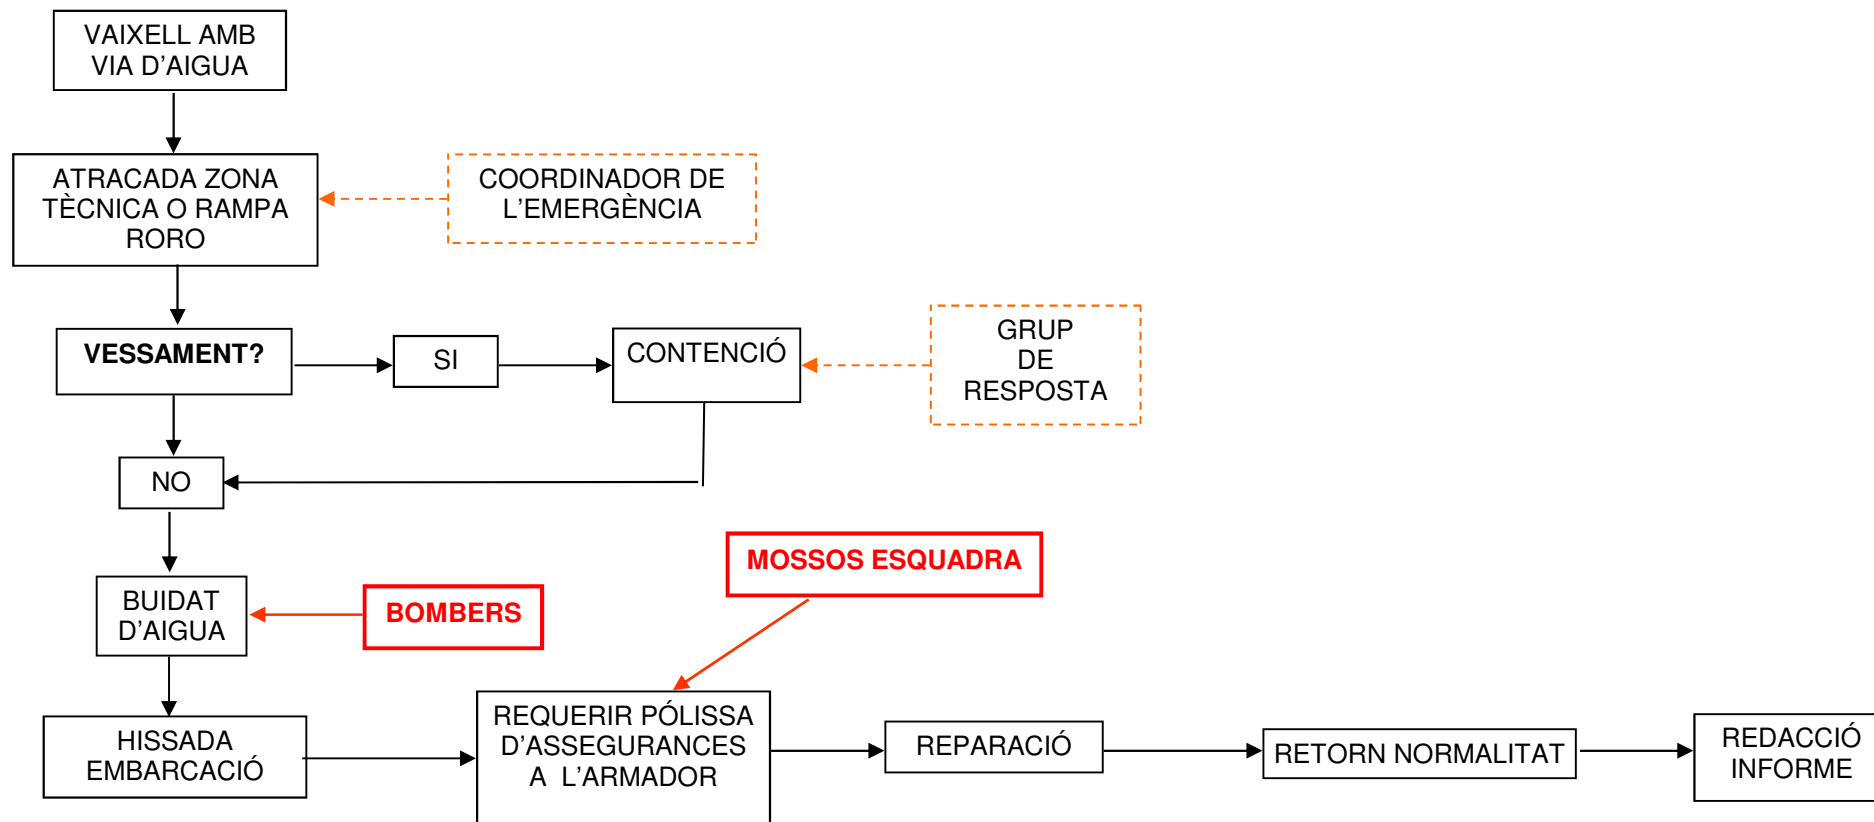 VAIXELL AMB
VIA D'AIGUA
ATRACADA ZONA
TÈCNICA O RAMPA
RORO
COORDINADOR DE
L'EMERGÈNCIA
VESSAMENT?
SI
CONTENCIÓ
GRUP
DE
RESPOSTA
NO
MOSSOS ESQUADRA
BUIDAT
D'AIGUA
BOMBERS
HISSADA
EMBARCACIÓ
REQUERIR PÓLISSA
D'ASSEGURANCES
A L'ARMADOR
REPARACIÓ
RETORN NORMALITAT
REDACCIÓ
INFORME